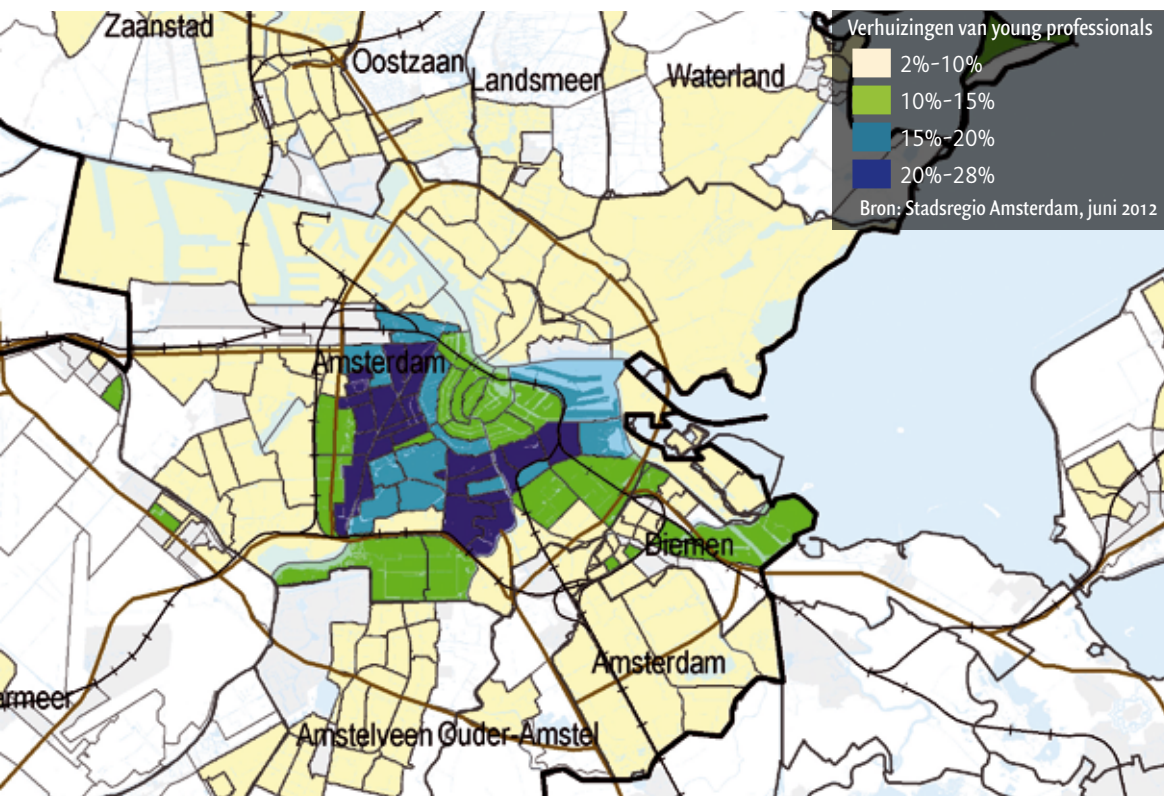 Zaanstad
Oostzaan
Landsmeer
Waterland
Verhuizingen van young professionals
2%-10%
10%-15%
15%-20%
20%-28%
Bron: Stadsregio Amsterdam, juni 2012
Amsterdam
Diemen
Amsterdam
armeer
Amstelveen
Ouder-Amstel